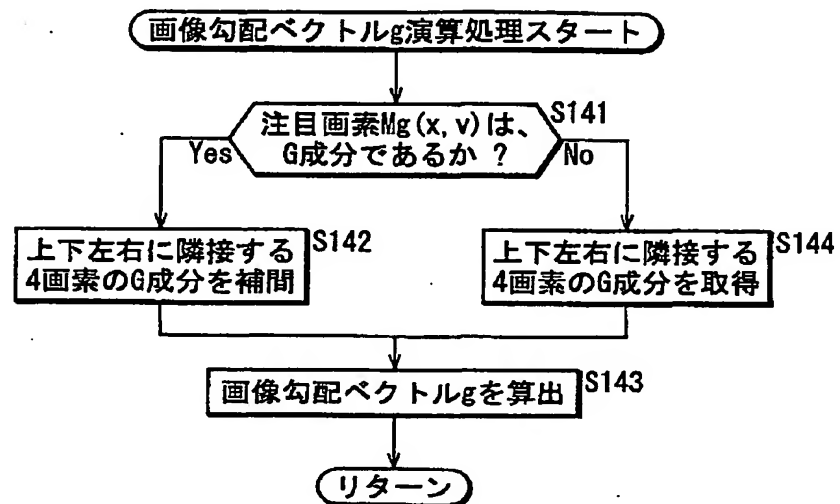 画像勾配ベクトルg演算処理スタート
注目画素Mg(x,v)は、
G成分であるか ?
S141
Yes
No
上下左右に隣接する
4画素のG成分を補間
S142
上下左右に隣接する
4画素のG成分を取得
S144
画像勾配ベクトルgを算出
S143
リターン